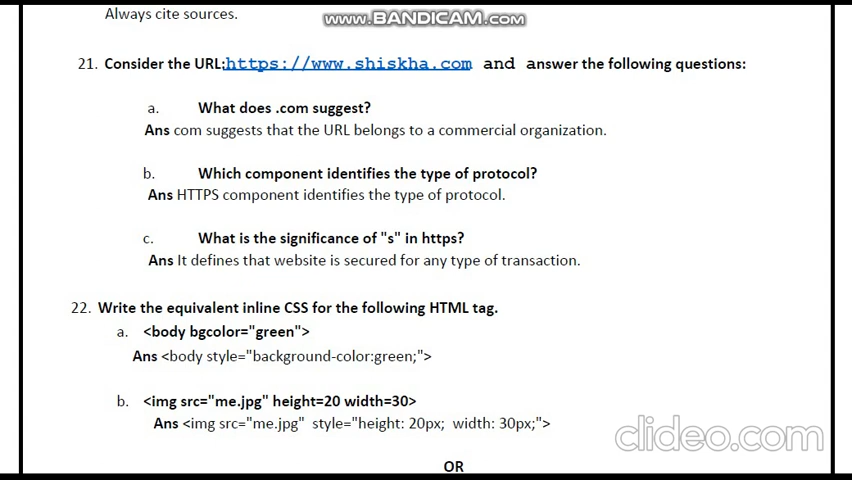 Always cite sources.
www.BANDICAM.com
21. Consider the URL:https://www.shiskha.com and answer the following questions:
a. What does .com suggest?
Ans com suggests that the URL belongs to a commercial organization.
b. Which component identifies the type of protocol?
Ans HTTPS component identifies the type of protocol.
c. What is the significance of "s" in https?
Ans It defines that website is secured for any type of transaction.
22. Write the equivalent inline CSS for the following HTML tag.
a. <body bgcolor="green">
Ans <body style="background-color:green;">
b. <img src="me.jpg" height=20 width=30>
Ans <img src="me.jpg" style="height: 20px; width: 30px;">
clideo.com
OR